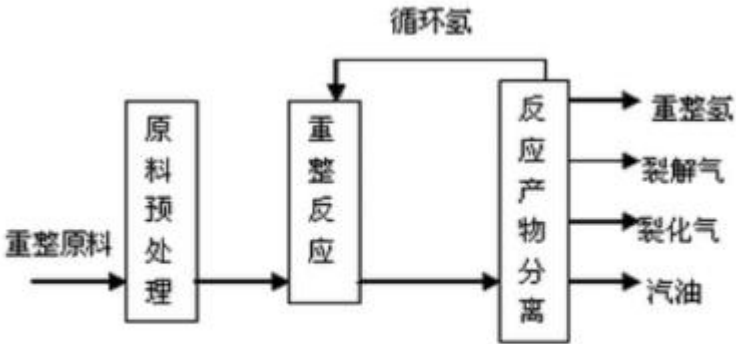 循环氢
重整原料
原料预处理
重整反应
反应产物分离
重整氢
裂解气
裂化气
汽油